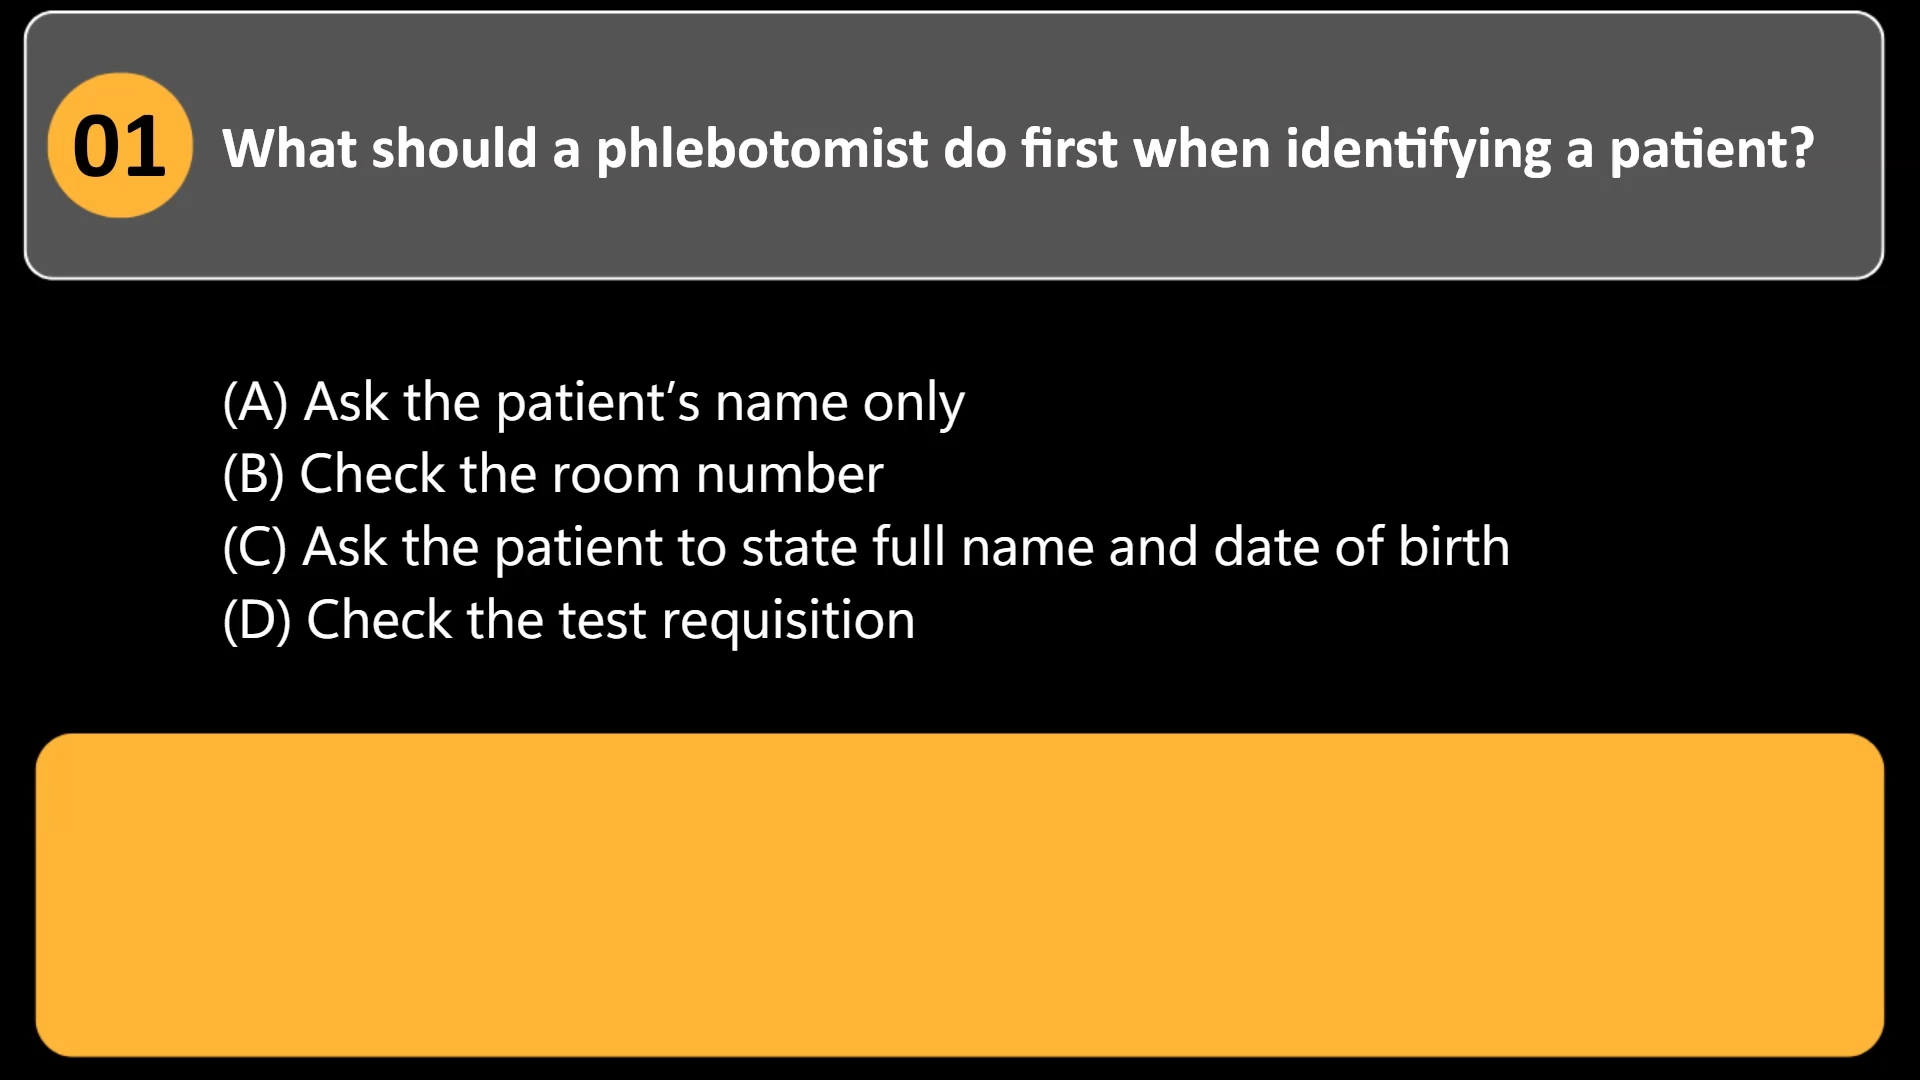 01
What should a phlebotomist do first when identifying a patient?
(A) Ask the patient’s name only
(B) Check the room number
(C) Ask the patient to state full name and date of birth
(D) Check the test requisition